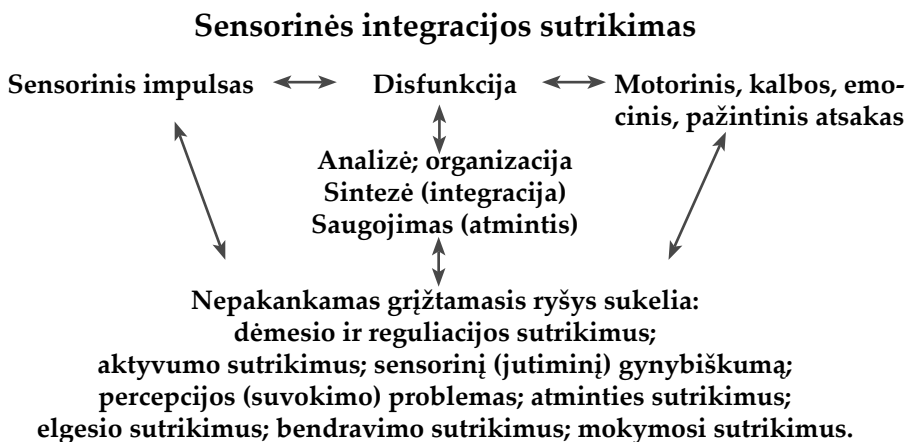 Sensorinės integracijos sutrikimas
Sensorinis impulsas
Disfunkcija
Motorinis, kalbos, emo-
cinis, pažintinis atsakas
Analizė; organizacija
Sintezė (integracija)
Saugojimas (atmintis)
Nepakankamas grįžtamasis ryšys sukelia:
dėmesio ir reguliacijos sutrikimus;
aktyvumo sutrikimus; sensorinį (jutiminį) gynybiškumą;
percepcijos (suvokimo) problemas; atminties sutrikimus;
elgesio sutrikimus; bendravimo sutrikimus; mokymosi sutrikimus.